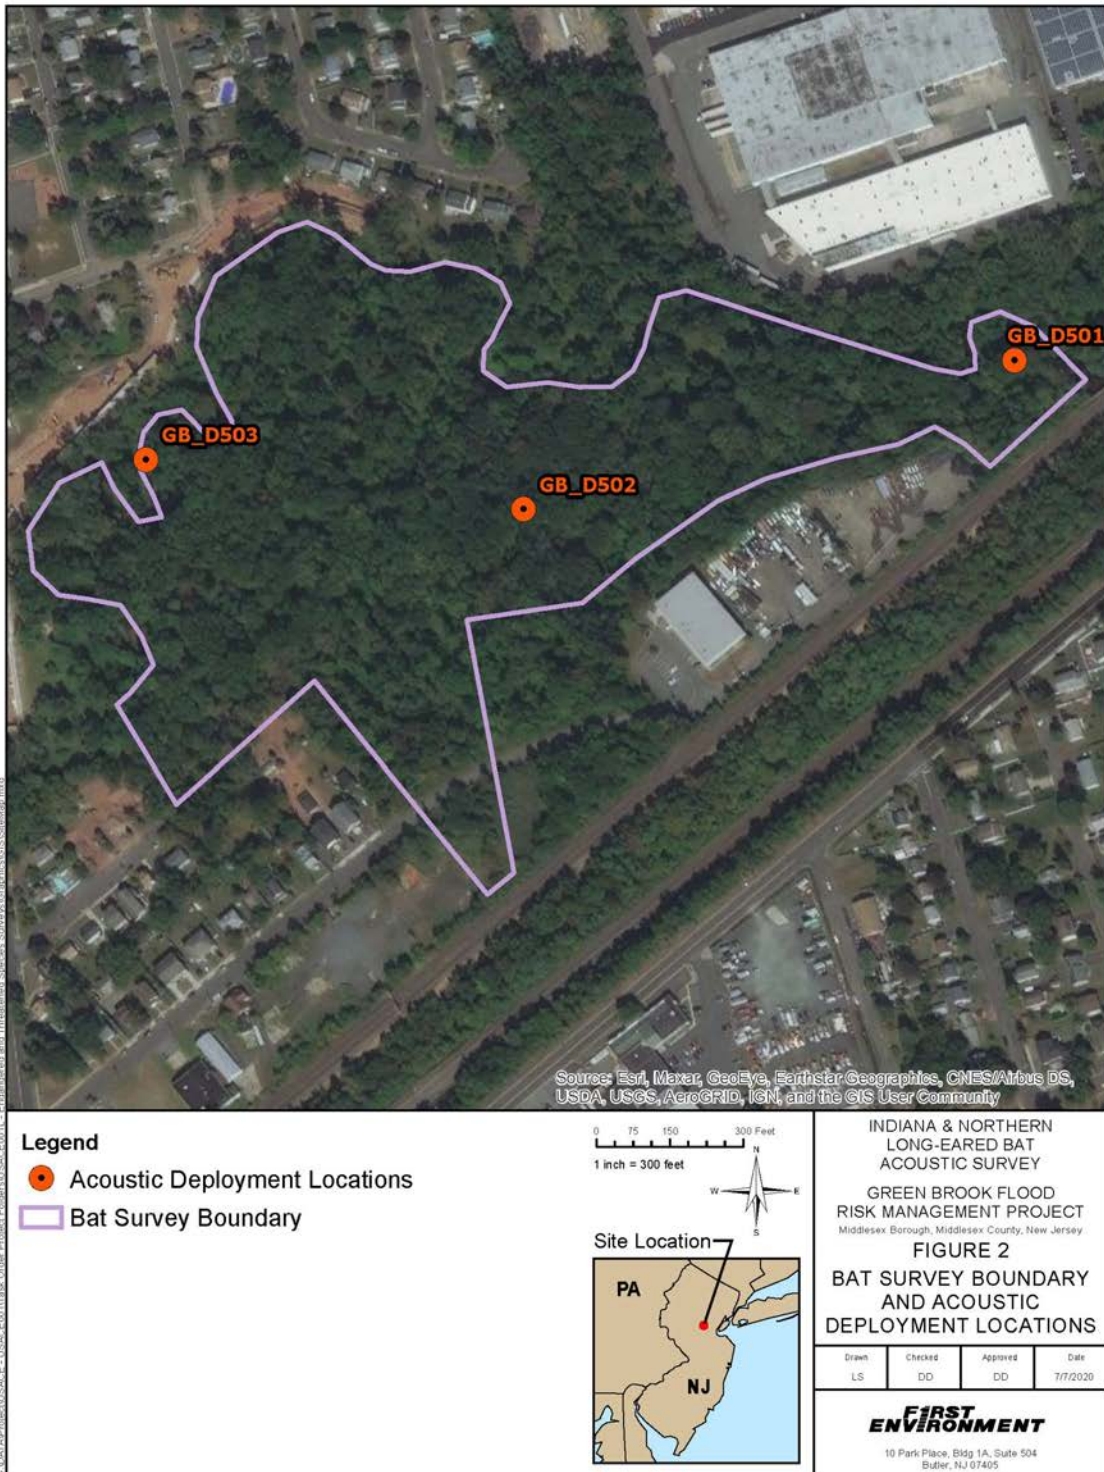 GB_D501
GB_D503
GB_D502
Source: Esri, Maxar, GeoEye, Earthstar Geographics, CNES/Airbus DS,
USDA, USGS, AeroGRID, IGN, and the GIS User Community
Legend
Acoustic Deployment Locations
Bat Survey Boundary
0 75 150 300 Feet
1 inch = 300 feet
N
W E
S
Site Location
PA
NJ
INDIANA & NORTHERN
LONG-EARED BAT
ACOUSTIC SURVEY
GREEN BROOK FLOOD
RISK MANAGEMENT PROJECT
Middlesex Borough, Middlesex County, New Jersey
FIGURE 2
BAT SURVEY BOUNDARY
AND ACOUSTIC
DEPLOYMENT LOCATIONS
Drawn Checked Approved Date
LS DD DD 7/7/2020
F1RST
ENVIRONMENT
10 Park Place, Bldg 1A, Suite 504
Butler, NJ 07405